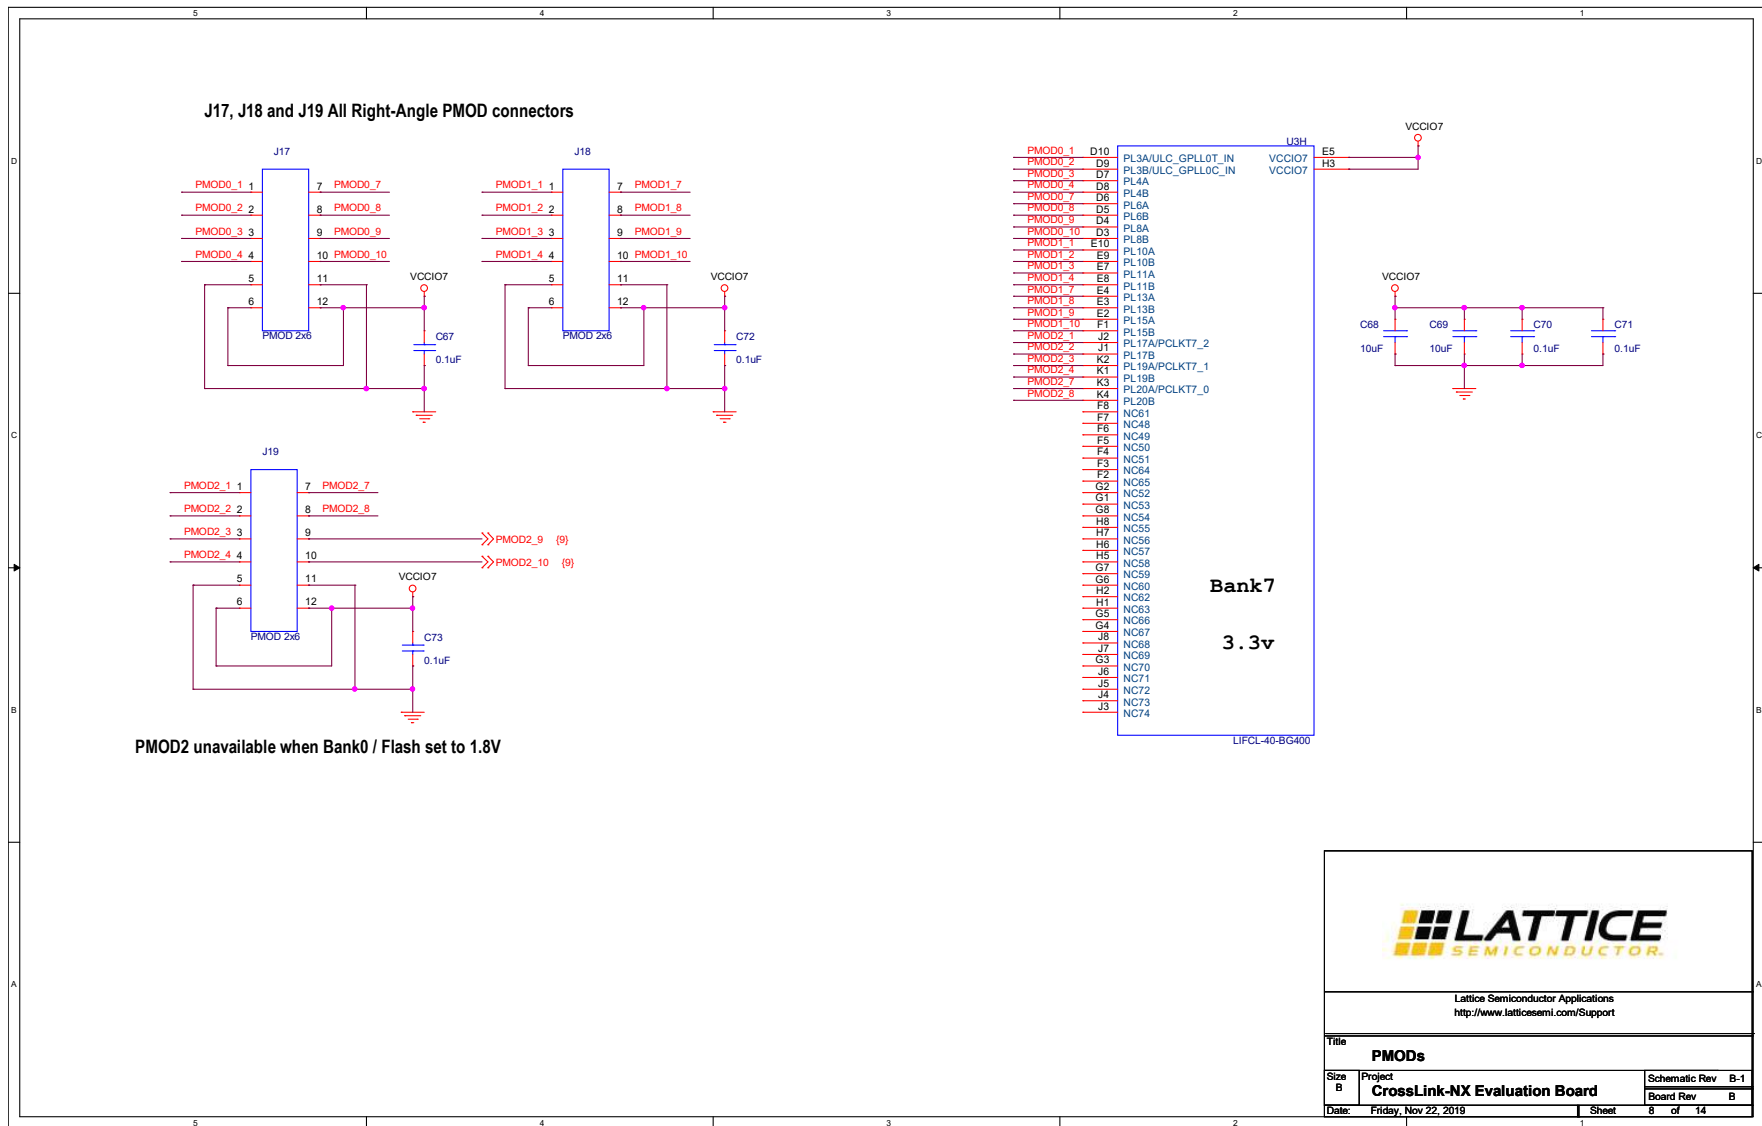 5 4 3 2 1
J17, J18 and J19 All Right-Angle PMOD connectors
J17
PMOD0_1 1 7 PMOD0_7
PMOD0_2 2 8 PMOD0_8
PMOD0_3 3 9 PMOD0_9
PMOD0_4 4 10 PMOD0_10
5 11
6 12
PMOD 2x6
VCCIO7
C67
0.1uF
J18
PMOD1_1 1 7 PMOD1_7
PMOD1_2 2 8 PMOD1_8
PMOD1_3 3 9 PMOD1_9
PMOD1_4 4 10 PMOD1_10
5 11
6 12
PMOD 2x6
VCCIO7
C72
0.1uF
J19
PMOD2_1 1 7 PMOD2_7
PMOD2_2 2 8 PMOD2_8
PMOD2_3 3 9 PMOD2_9 {9}
PMOD2_4 4 10 PMOD2_10 {9}
5 11
6 12
PMOD 2x6
VCCIO7
C73
0.1uF
PMOD2 unavailable when Bank0 / Flash set to 1.8V
U3H
VCCIO7
PMOD0_1 D10 PL3A/ULC_GPLL0T_IN VCCIO7 E5
PMOD0_2 D9 PL3B/ULC_GPLL0C_IN VCCIO7 H3
PMOD0_3 D7 PL4A
PMOD0_4 D8 PL4B
PMOD0_7 D6 PL6A
PMOD0_8 D5 PL6B
PMOD0_9 D4 PL8A
PMOD0_10 D3 PL8B
PMOD1_1 E10 PL10A
PMOD1_2 E9 PL10B
PMOD1_3 E7 PL11A
PMOD1_4 E8 PL11B
PMOD1_7 E4 PL13A
PMOD1_8 E3 PL13B
PMOD1_9 E2 PL15A
PMOD1_10 F1 PL15B
PMOD2_1 J2 PL17A/PCLKT7_2
PMOD2_2 J1 PL17B
PMOD2_3 K2 PL19A/PCLKT7_1
PMOD2_4 K1 PL19B
PMOD2_7 K3 PL20A/PCLKT7_0
PMOD2_8 K4 PL20B
F8 NC61
F7 NC48
F6 NC49
F5 NC50
F4 NC51
F3 NC64
F2 NC65
G2 NC52
G1 NC53
G8 NC54
H8 NC55
H7 NC56
H6 NC57
H5 NC58
G7 NC59
G6 NC60
H2 NC62
H1 NC63
G5 NC66
G4 NC67
J8 NC68
J7 NC69
G3 NC70
J6 NC71
J5 NC72
J4 NC73
J3 NC74
Bank7
3.3v
LIFCL-40-BG400
VCCIO7
C68 C69 C70 C71
10uF 10uF 0.1uF 0.1uF
D D
C C
B B
A A
LATTICE
SEMICONDUCTOR.
Lattice Semiconductor Applications
http://www.latticesemi.com/Support
Title
PMODs
Size Project Schematic Rev B-1
B CrossLink-NX Evaluation Board Board Rev B
Date: Friday, Nov 22, 2019 Sheet 8 of 14
5 4 3 2 1